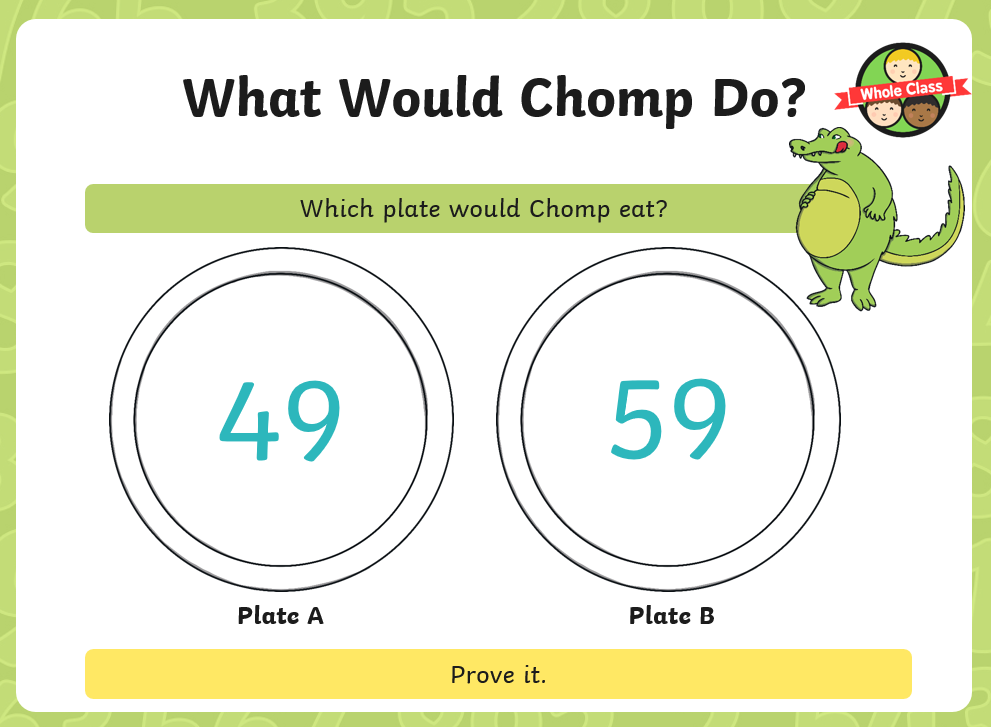 What Would Chomp Do?
Whole Class
Which plate would Chomp eat?
49
59
Plate A
Plate B
Prove it.